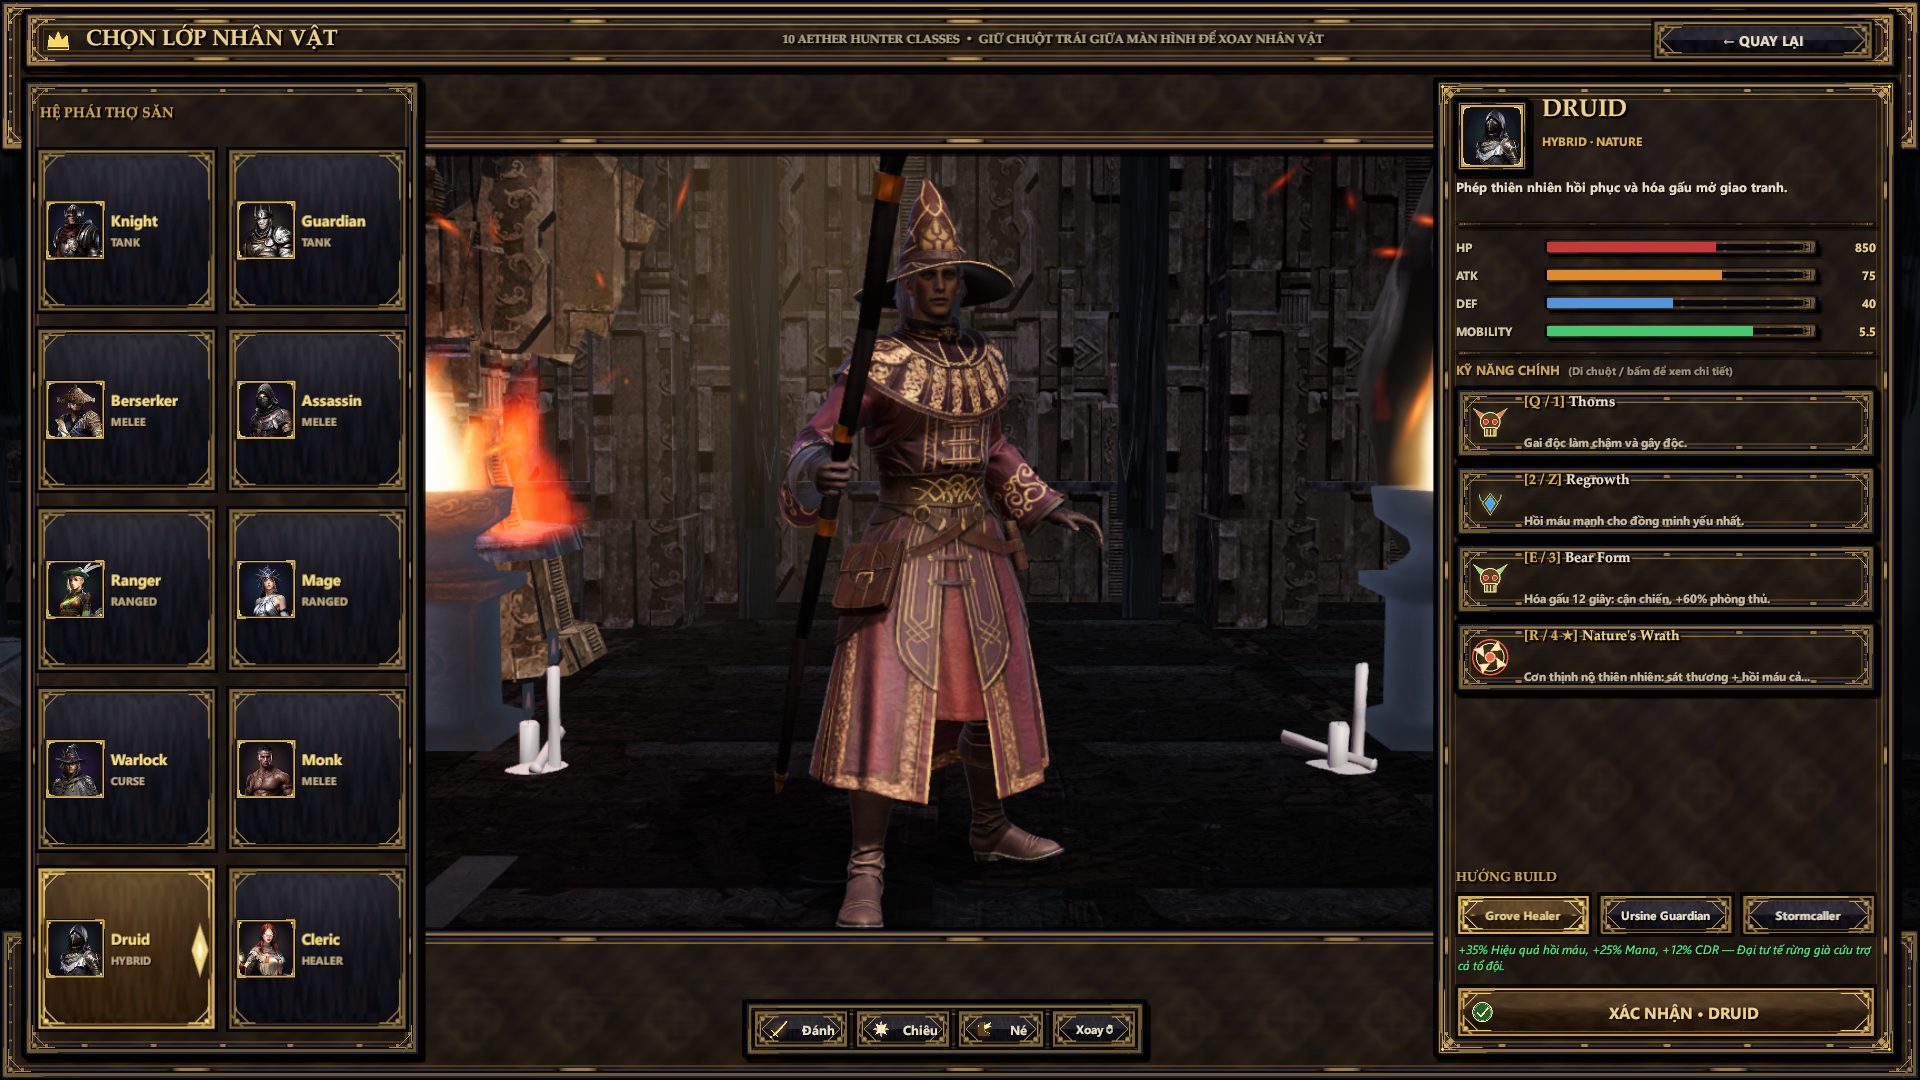 CHỌN LỚP NHÂN VẬT
10 AETHER HUNTER CLASSES • GIỮ CHUỘT TRÁI GIỮA MÀN HÌNH ĐỂ XOAY NHÂN VẬT
← QUAY LẠI
HỆ PHÁI THỢ SĂN
Knight
TANK
Guardian
TANK
Berserker
MELEE
Assassin
MELEE
Ranger
RANGED
Mage
RANGED
Warlock
CURSE
Monk
MELEE
Druid
HYBRID
Cleric
HEALER
Đánh
Chiêu
Né
Xoay
DRUID
HYBRID · NATURE
Phép thiên nhiên hồi phục và hóa gấu mở giao tranh.
HP 850
ATK 75
DEF 40
MOBILITY 5.5
KỸ NĂNG CHÍNH (Di chuột / bấm để xem chi tiết)
[Q / 1] Thorns
Gai độc làm chậm và gây độc.
[2 / Z] Regrowth
Hồi máu mạnh cho đồng minh yếu nhất.
[E / 3] Bear Form
Hóa gấu 12 giây: cận chiến, +60% phòng thủ.
[R / 4 ★] Nature's Wrath
Cơn thịnh nộ thiên nhiên: sát thương + hồi máu cả...
HƯỚNG BUILD
Grove Healer
Ursine Guardian
Stormcaller
+35% Hiệu quả hồi máu, +25% Mana, +12% CDR — Đại tư tế rừng già cứu trợ
cả tổ đội.
XÁC NHẬN • DRUID